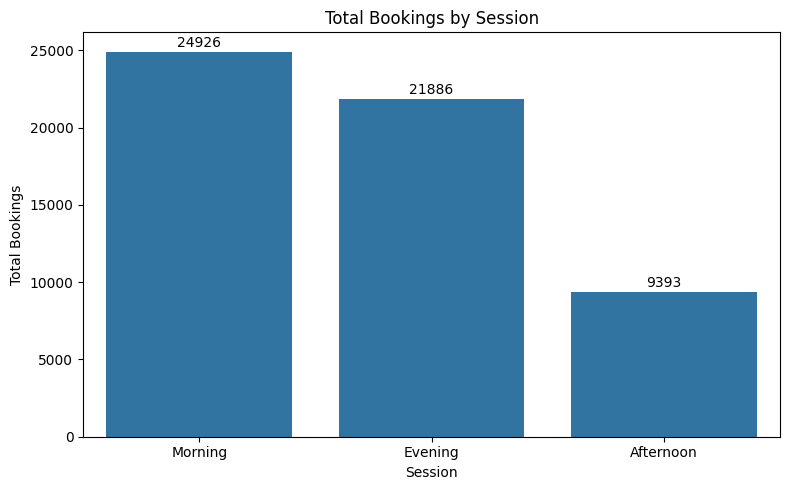 Total Bookings by Session
Total Bookings
25000
20000
15000
10000
5000
0
24926
21886
9393
Morning
Evening
Afternoon
Session